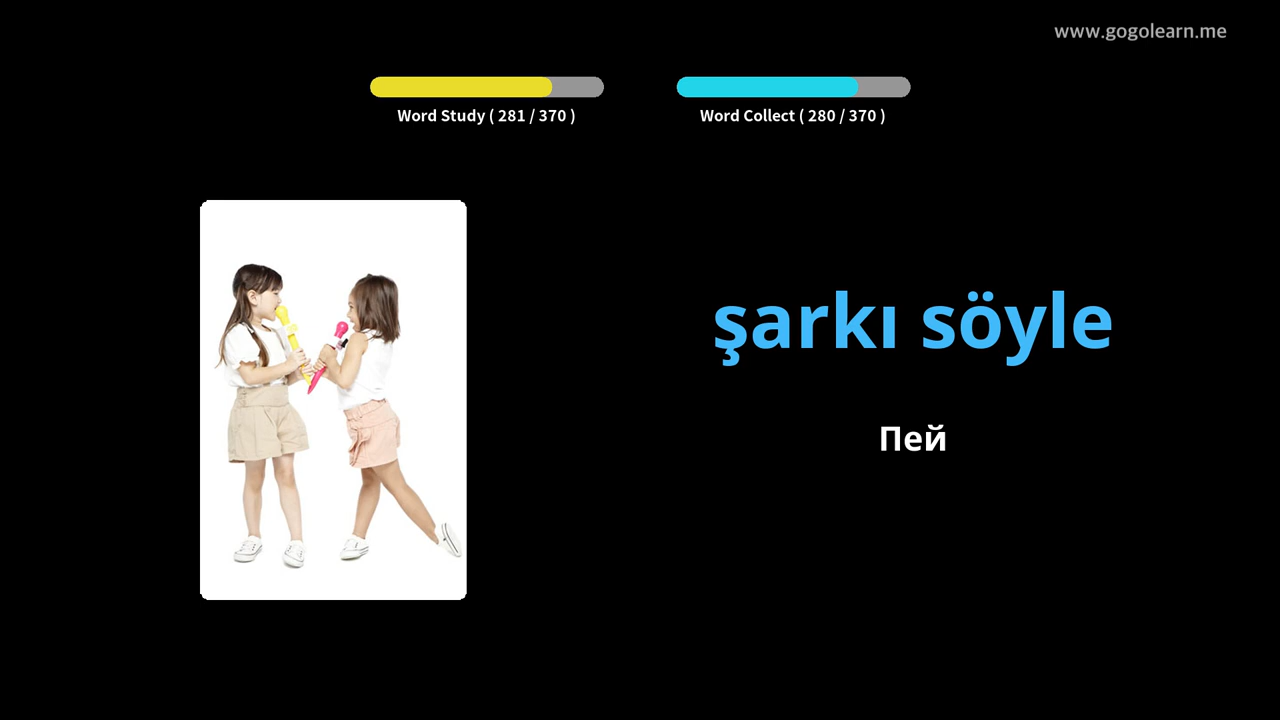 www.gogolearn.me
Word Study ( 281 / 370 )
Word Collect ( 280 / 370 )
şarkı söyle
Пей